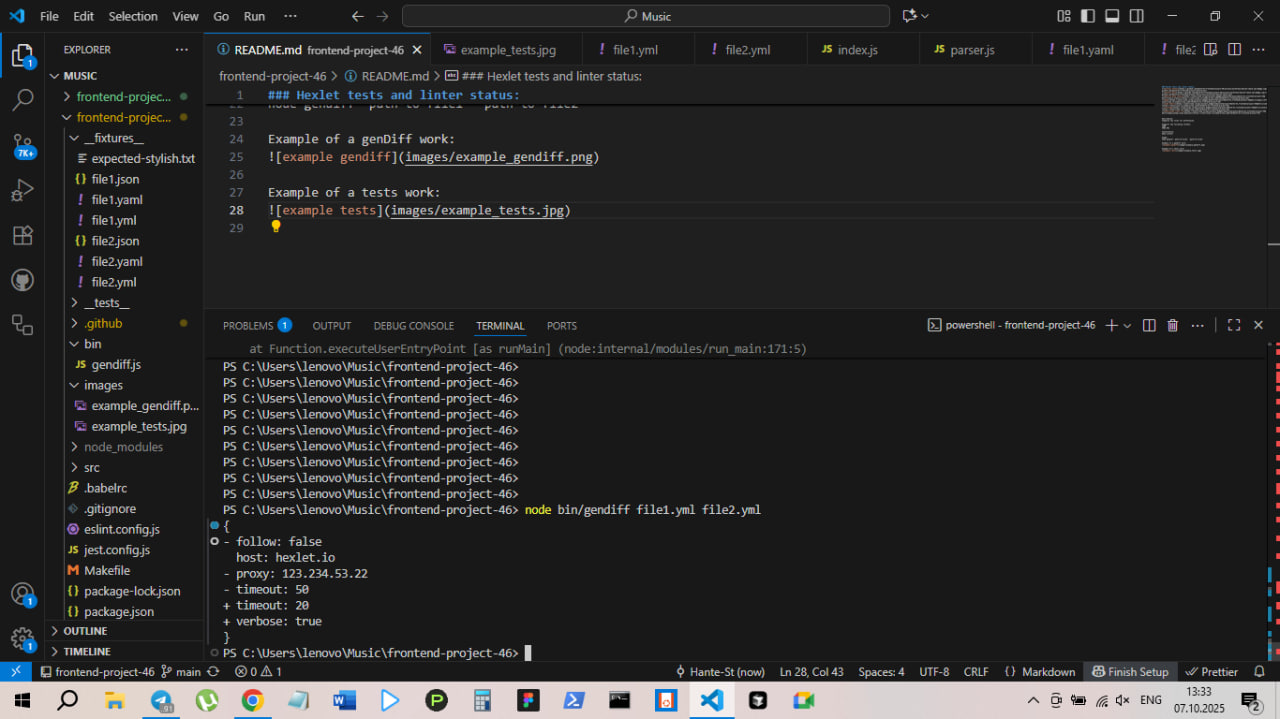 File Edit Selection View Go Run ··· Music
EXPLORER ···
MUSIC
frontend-projec...
frontend-projec...
__fixtures__
expected-stylish.txt
{} file1.json
! file1.yaml
! file1.yml
{} file2.json
! file2.yaml
! file2.yml
__tests__
.github
bin
JS gendiff.js
images
example_gendiff.p...
example_tests.jpg
node_modules
src
.babelrc
.gitignore
eslint.config.js
JS jest.config.js
Makefile
{} package-lock.json
{} package.json
OUTLINE
TIMELINE
1
7K+
1
1
README.md frontend-project-46 example_tests.jpg ! file1.yml ! file2.yml JS index.js JS parser.js ! file1.yaml ! file2
frontend-project-46 > README.md > ### Hexlet tests and linter status:
1 ### Hexlet tests and linter status:
23
24 Example of a genDiff work:
25 ![example gendiff](images/example_gendiff.png)
26
27 Example of a tests work:
28 ![example tests](images/example_tests.jpg)
29
PROBLEMS 1 OUTPUT DEBUG CONSOLE TERMINAL PORTS powershell - frontend-project-46
at Function.executeUserEntryPoint [as runMain] (node:internal/modules/run_main:171:5)
PS C:\Users\lenovo\Music\frontend-project-46>
PS C:\Users\lenovo\Music\frontend-project-46>
PS C:\Users\lenovo\Music\frontend-project-46>
PS C:\Users\lenovo\Music\frontend-project-46>
PS C:\Users\lenovo\Music\frontend-project-46>
PS C:\Users\lenovo\Music\frontend-project-46>
PS C:\Users\lenovo\Music\frontend-project-46>
PS C:\Users\lenovo\Music\frontend-project-46>
PS C:\Users\lenovo\Music\frontend-project-46>
PS C:\Users\lenovo\Music\frontend-project-46> node bin/gendiff file1.yml file2.yml
{
- follow: false
host: hexlet.io
- proxy: 123.234.53.22
- timeout: 50
+ timeout: 20
+ verbose: true
}
PS C:\Users\lenovo\Music\frontend-project-46>
frontend-project-46 main 0 1 Hante-St (now) Ln 28, Col 43 Spaces: 4 UTF-8 CRLF {} Markdown Finish Setup Prettier
91 ENG 13:33
07.10.2025 2